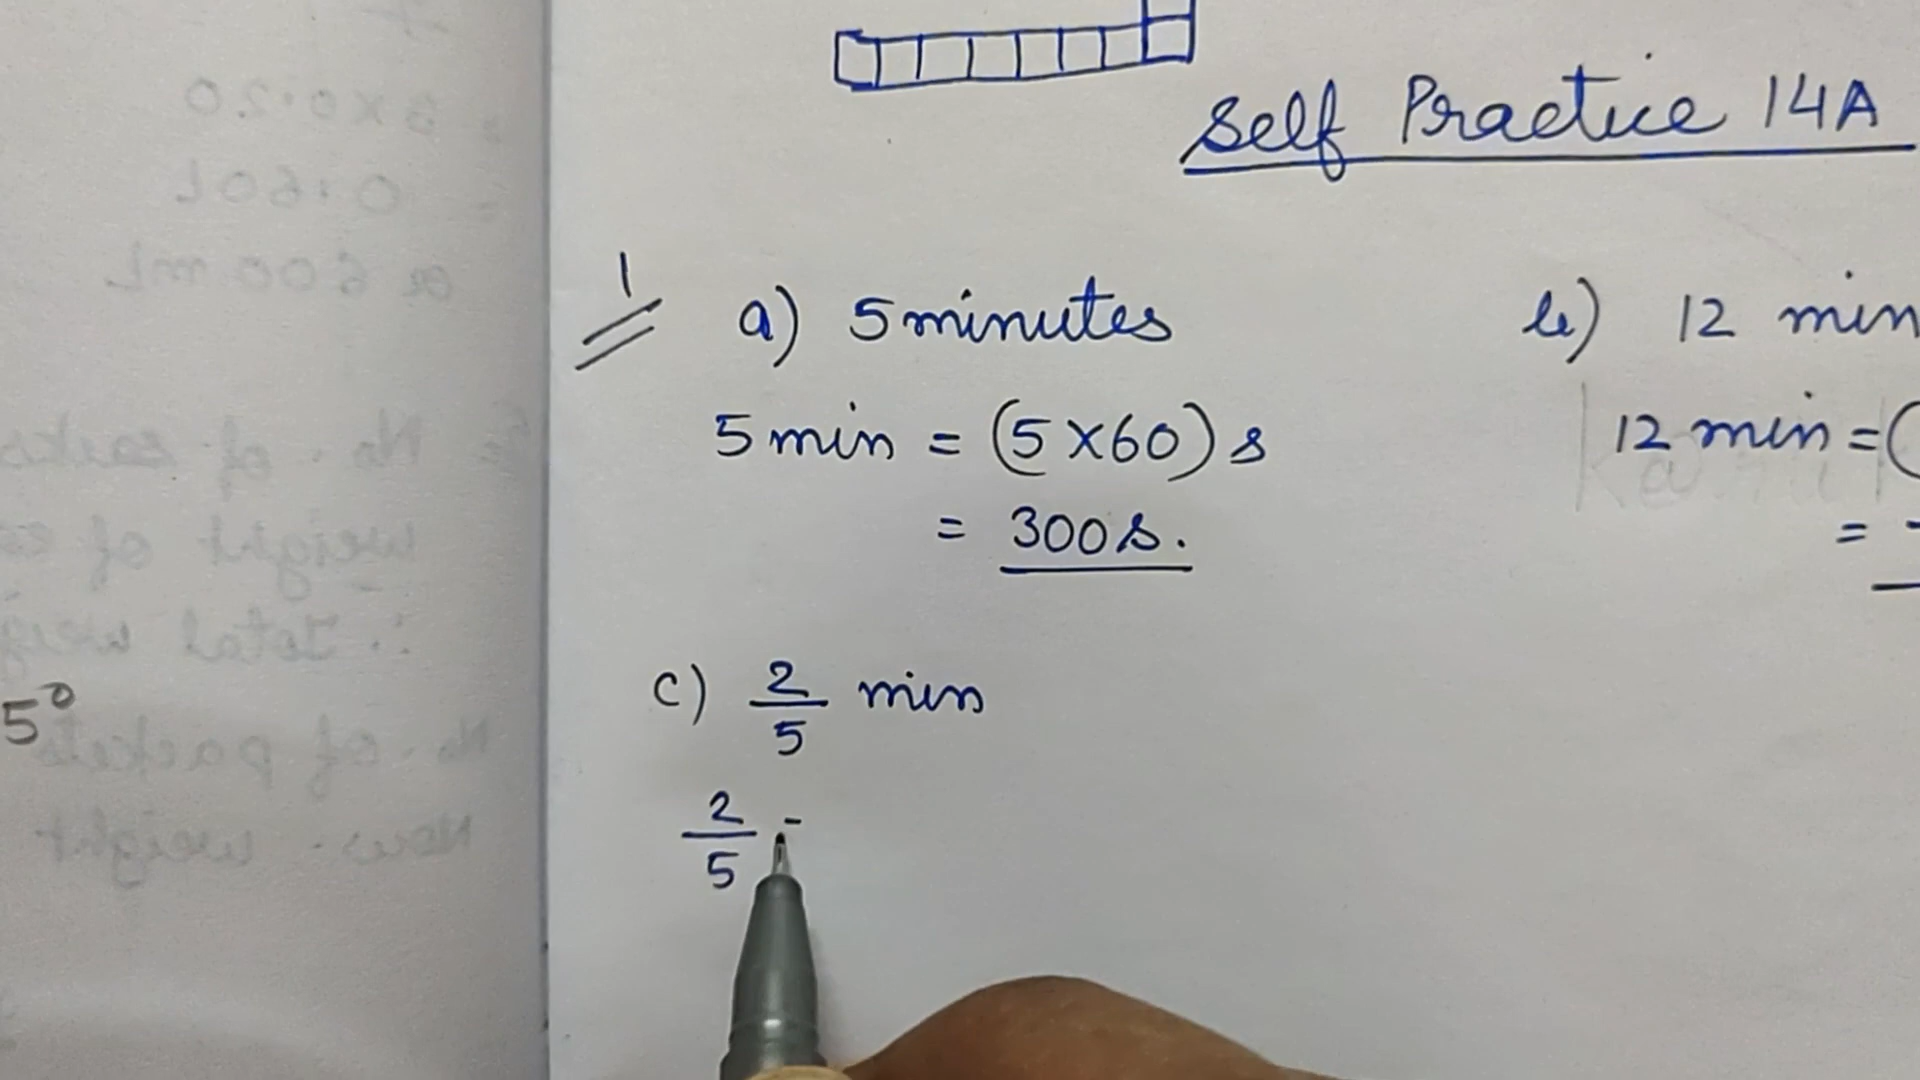 Self Practice 14A
1 a) 5 minutes
b) 12 min
5 min = (5×60) s
12 min = (
= 300 s.
=
c) 2/5 min
2/5 =
5°